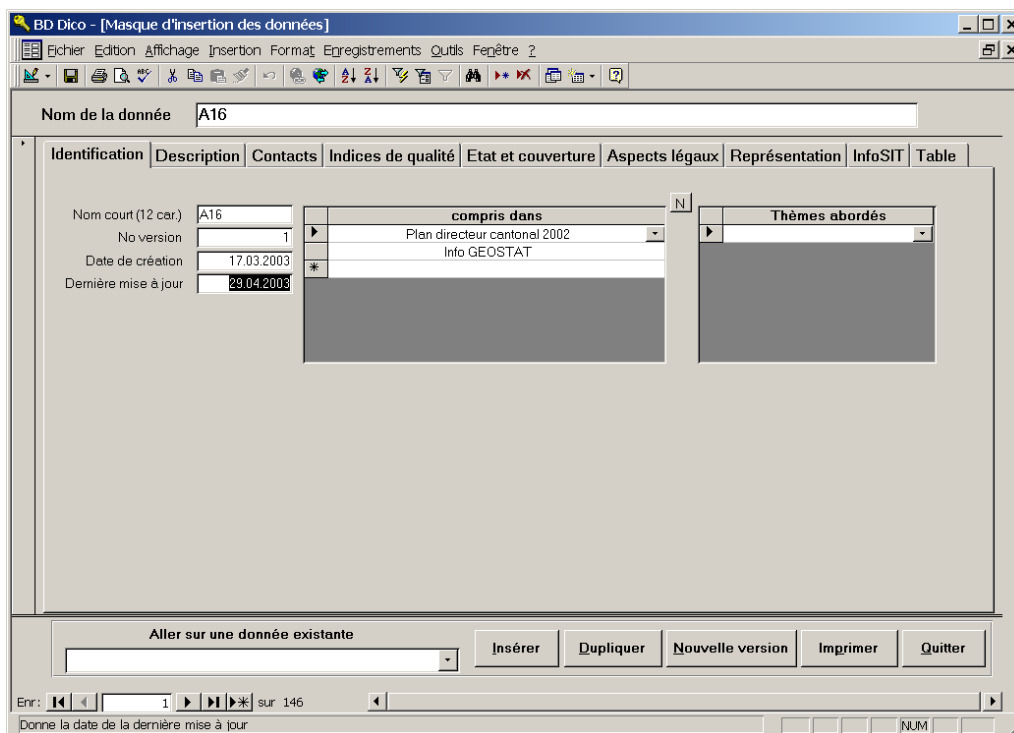 BD Dico - [Masque d'insertion des données]
Fichier Edition Affichage Insertion Format Enregistrements Outils Fenêtre ?
Nom de la donnée A16
Identification Description Contacts Indices de qualité Etat et couverture Aspects légaux Représentation InfoSIT Table
N
Nom court (12 car.) A16
No version 1
Date de création 17.03.2003
Dernière mise à jour 29.04.2003
compris dans
Plan directeur cantonal 2002
Info GEOSTAT
Thèmes abordés
Aller sur une donnée existante
Insérer Dupliquer Nouvelle version Imprimer Quitter
Enr: 1 sur 146
Donne la date de la dernière mise à jour NUM